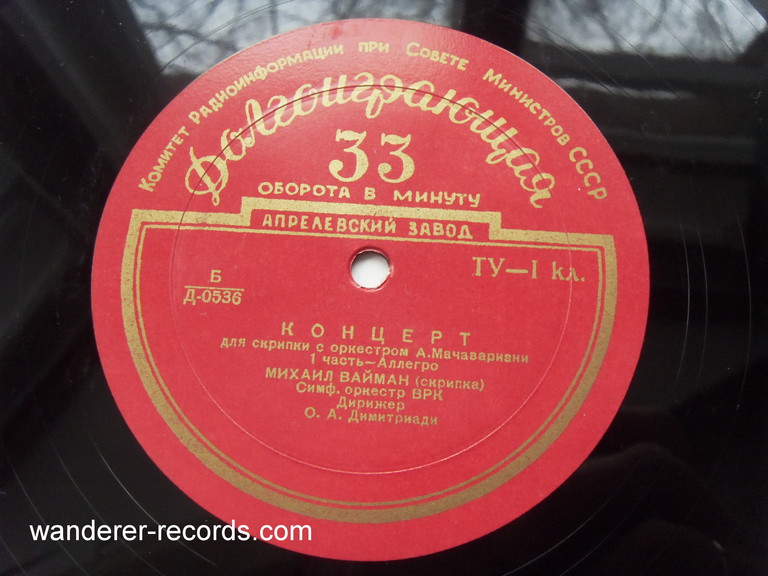 Комитет Радиоинформации при Совете Министров СССР
Долгоиграющая
33
ОБОРОТА В МИНУТУ
АПРЕЛЕВСКИЙ ЗАВОД
ТУ—I кл.
Б
Д-0536
КОНЦЕРТ
для скрипки с оркестром А.Мачавариани
1 часть—Аллегро
МИХАИЛ ВАЙМАН (скрипка)
Симф. оркестр ВРК
Дирижер
О. А. Димитриади
wanderer-records.com